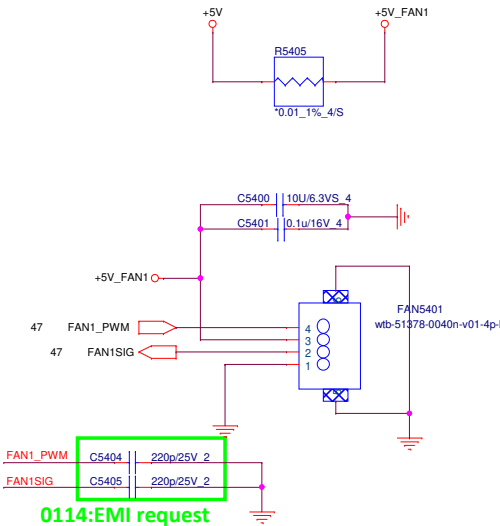 +5V +5V_FAN1
R5405
*0.01_1%_4/S
C5400 10U/6.3VS_4
C5401 0.1u/16V_4
+5V_FAN1
FAN5401
wtb-51378-0040n-v01-4p-
47 FAN1_PWM 4
3
47 FAN1SIG 2
1
FAN1_PWM C5404 220p/25V_2
FAN1SIG C5405 220p/25V_2
0114:EMI request